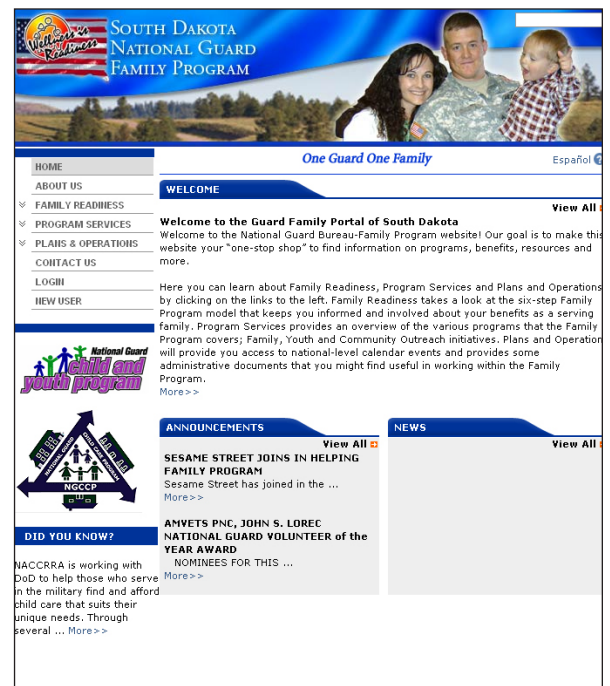 Wellness is
Readiness
SOUTH DAKOTA
NATIONAL GUARD
FAMILY PROGRAM
One Guard One Family
Español ?
HOME
ABOUT US
FAMILY READINESS
PROGRAM SERVICES
PLANS & OPERATIONS
CONTACT US
LOGIN
NEW USER
National Guard
child and
youth program
NATIONAL GUARD
CHILD CARE PROGRAM
NGCCP
DID YOU KNOW?
NACCRRA is working with
DoD to help those who serve
in the military find and afford
child care that suits their
unique needs. Through
several ... More>>
WELCOME
View All
Welcome to the Guard Family Portal of South Dakota
Welcome to the National Guard Bureau-Family Program website! Our goal is to make this
website your "one-stop shop" to find information on programs, benefits, resources and
more.
Here you can learn about Family Readiness, Program Services and Plans and Operations
by clicking on the links to the left. Family Readiness takes a look at the six-step Family
Program model that keeps you informed and involved about your benefits as a serving
family. Program Services provides an overview of the various programs that the Family
Program covers; Family, Youth and Community Outreach initiatives. Plans and Operation
will provide you access to national-level calendar events and provides some
administrative documents that you might find useful in working within the Family
Program.
More>>
ANNOUNCEMENTS
View All
SESAME STREET JOINS IN HELPING
FAMILY PROGRAM
Sesame Street has joined in the ...
More>>
AMVETS PNC, JOHN S. LOREC
NATIONAL GUARD VOLUNTEER of the
YEAR AWARD
NOMINEES FOR THIS ...
More>>
NEWS
View All